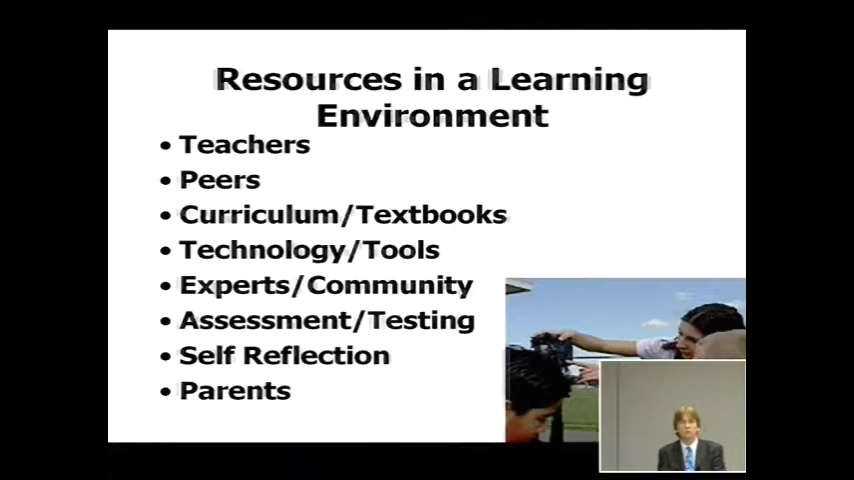 Resources in a Learning
Environment
• Teachers
• Peers
• Curriculum/Textbooks
• Technology/Tools
• Experts/Community
• Assessment/Testing
• Self Reflection
• Parents